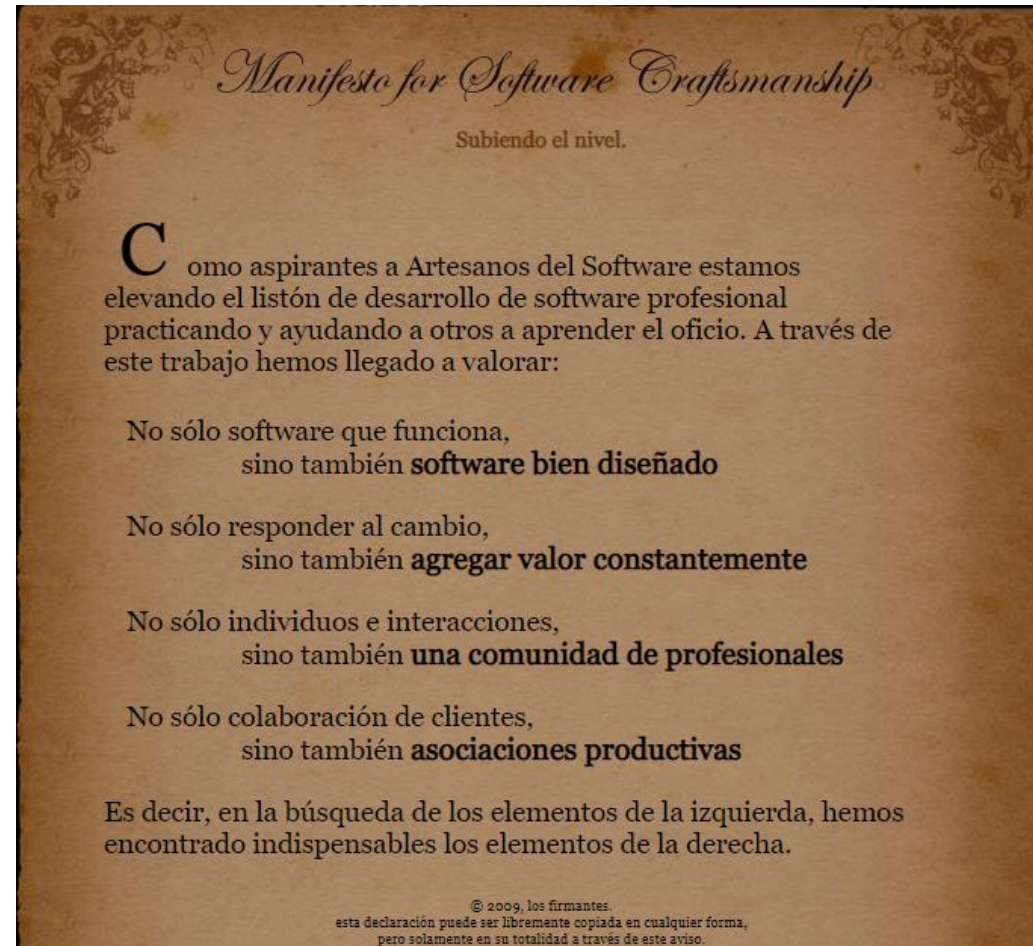 Manifesto for Software Craftsmanship
Subiendo el nivel.
Como aspirantes a Artesanos del Software estamos
elevando el listón de desarrollo de software profesional
practicando y ayudando a otros a aprender el oficio. A través de
este trabajo hemos llegado a valorar:
No sólo software que funciona,
sino también software bien diseñado
No sólo responder al cambio,
sino también agregar valor constantemente
No sólo individuos e interacciones,
sino también una comunidad de profesionales
No sólo colaboración de clientes,
sino también asociaciones productivas
Es decir, en la búsqueda de los elementos de la izquierda, hemos
encontrado indispensables los elementos de la derecha.
© 2009, los firmantes.
esta declaración puede ser libremente copiada en cualquier forma,
pero solamente en su totalidad a través de este aviso.